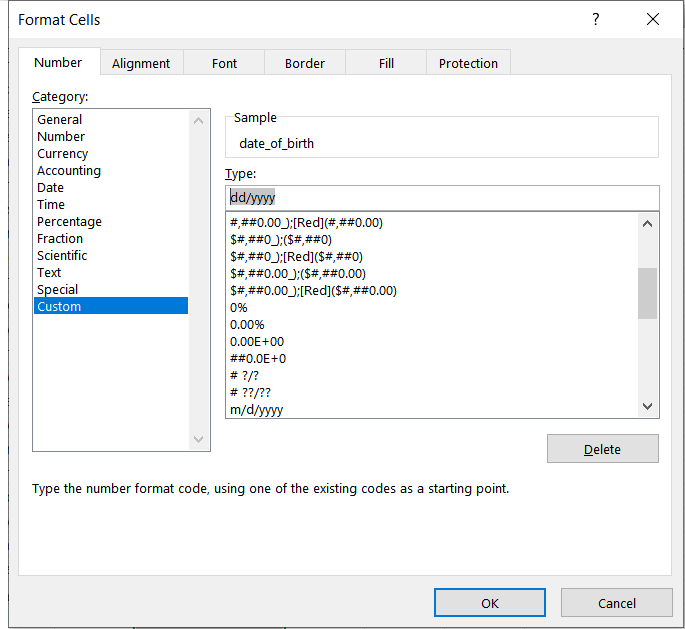 Format Cells
?
Number
Alignment
Font
Border
Fill
Protection
Category:
General
Number
Currency
Accounting
Date
Time
Percentage
Fraction
Scientific
Text
Special
Custom
Sample
date_of_birth
Type:
dd/yyyy
#,##0.00_);[Red](#,##0.00)
$#,##0_);($#,##0)
$#,##0_);[Red]($#,##0)
$#,##0.00_);($#,##0.00)
$#,##0.00_);[Red]($#,##0.00)
0%
0.00%
0.00E+00
##0.0E+0
# ?/?
# ??/??
m/d/yyyy
Delete
Type the number format code, using one of the existing codes as a starting point.
OK
Cancel